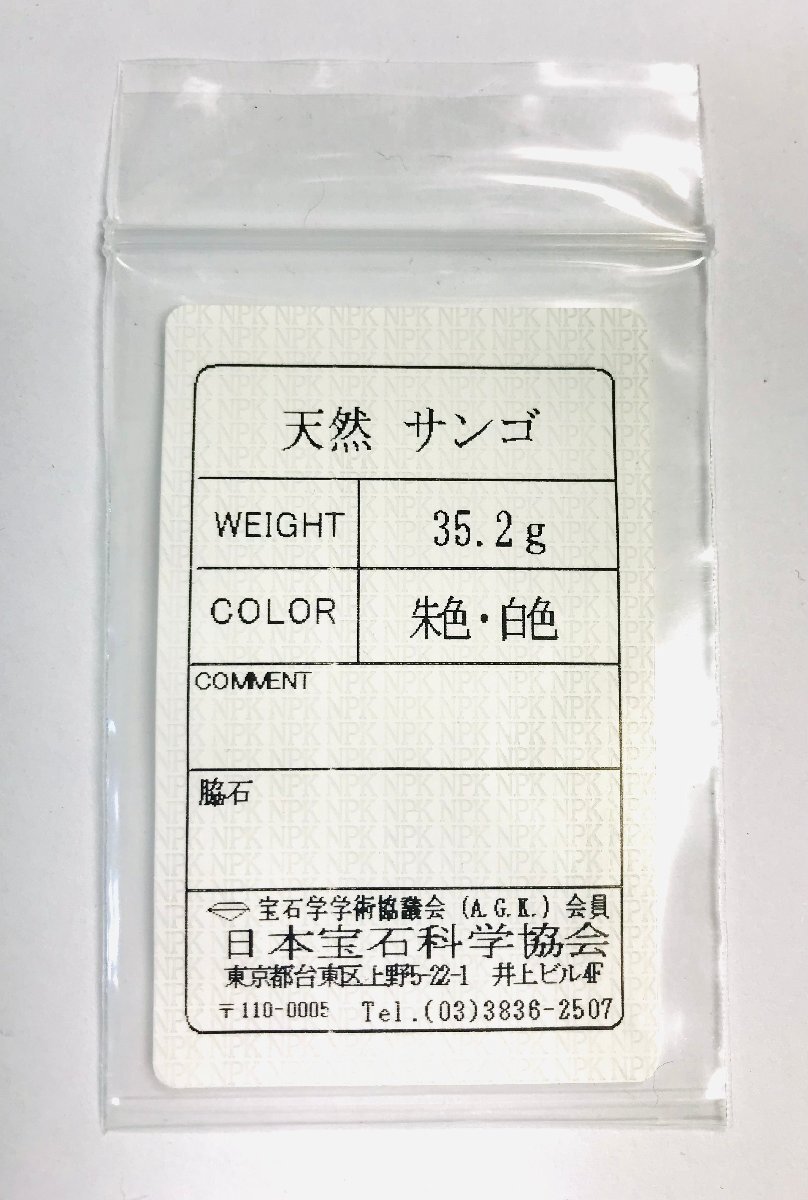 天然 サンゴ
WEIGHT 35.2g
COLOR 朱色・白色
COMMENT
脇石
宝石学学術協議会 (A.G.K.) 会員
日本宝石科学協会
東京都台東区上野5-22-1 井上ビル4F
〒110-0005 Tel.(03)3836-2507